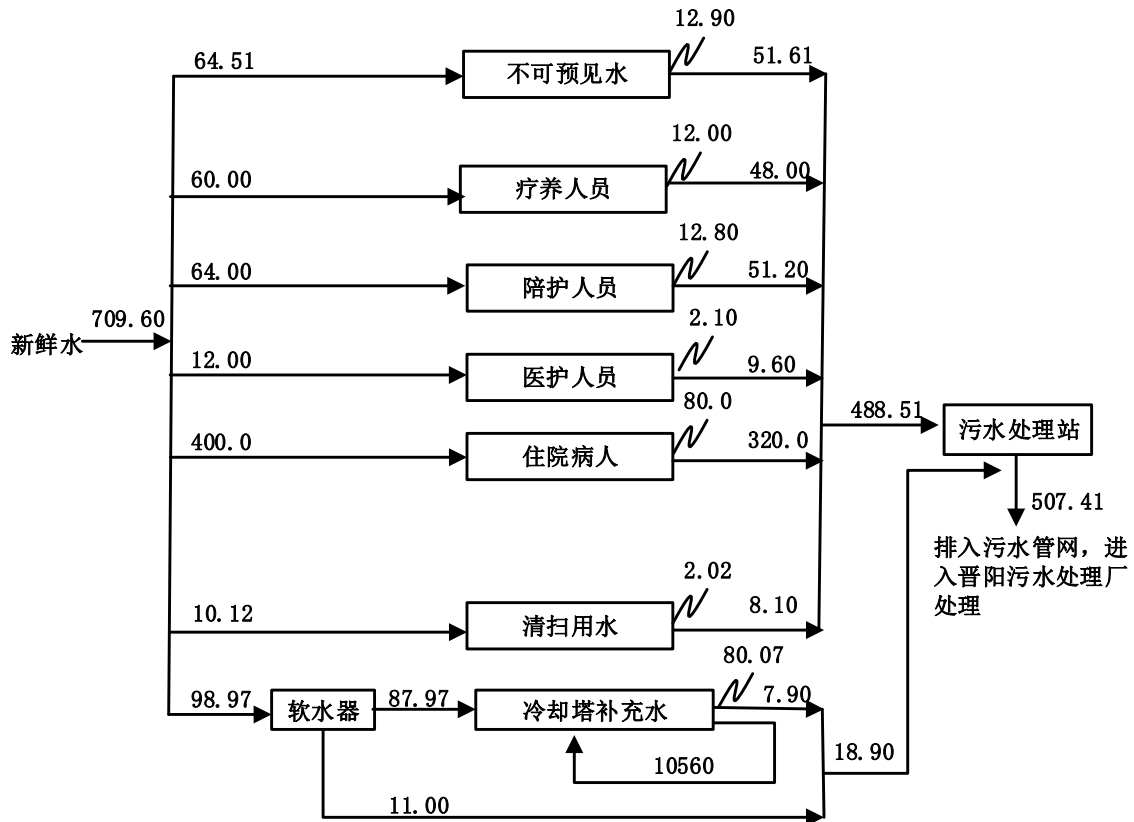 12.90
64.51
不可预见水
51.61
12.00
60.00
疗养人员
48.00
12.80
64.00
陪护人员
51.20
新鲜水
709.60
2.10
12.00
医护人员
9.60
80.0
400.0
住院病人
320.0
488.51
污水处理站
507.41
排入污水管网，进
入晋阳污水处理厂
处理
2.02
10.12
清扫用水
8.10
80.07
98.97
软水器
87.97
冷却塔补充水
7.90
10560
18.90
11.00